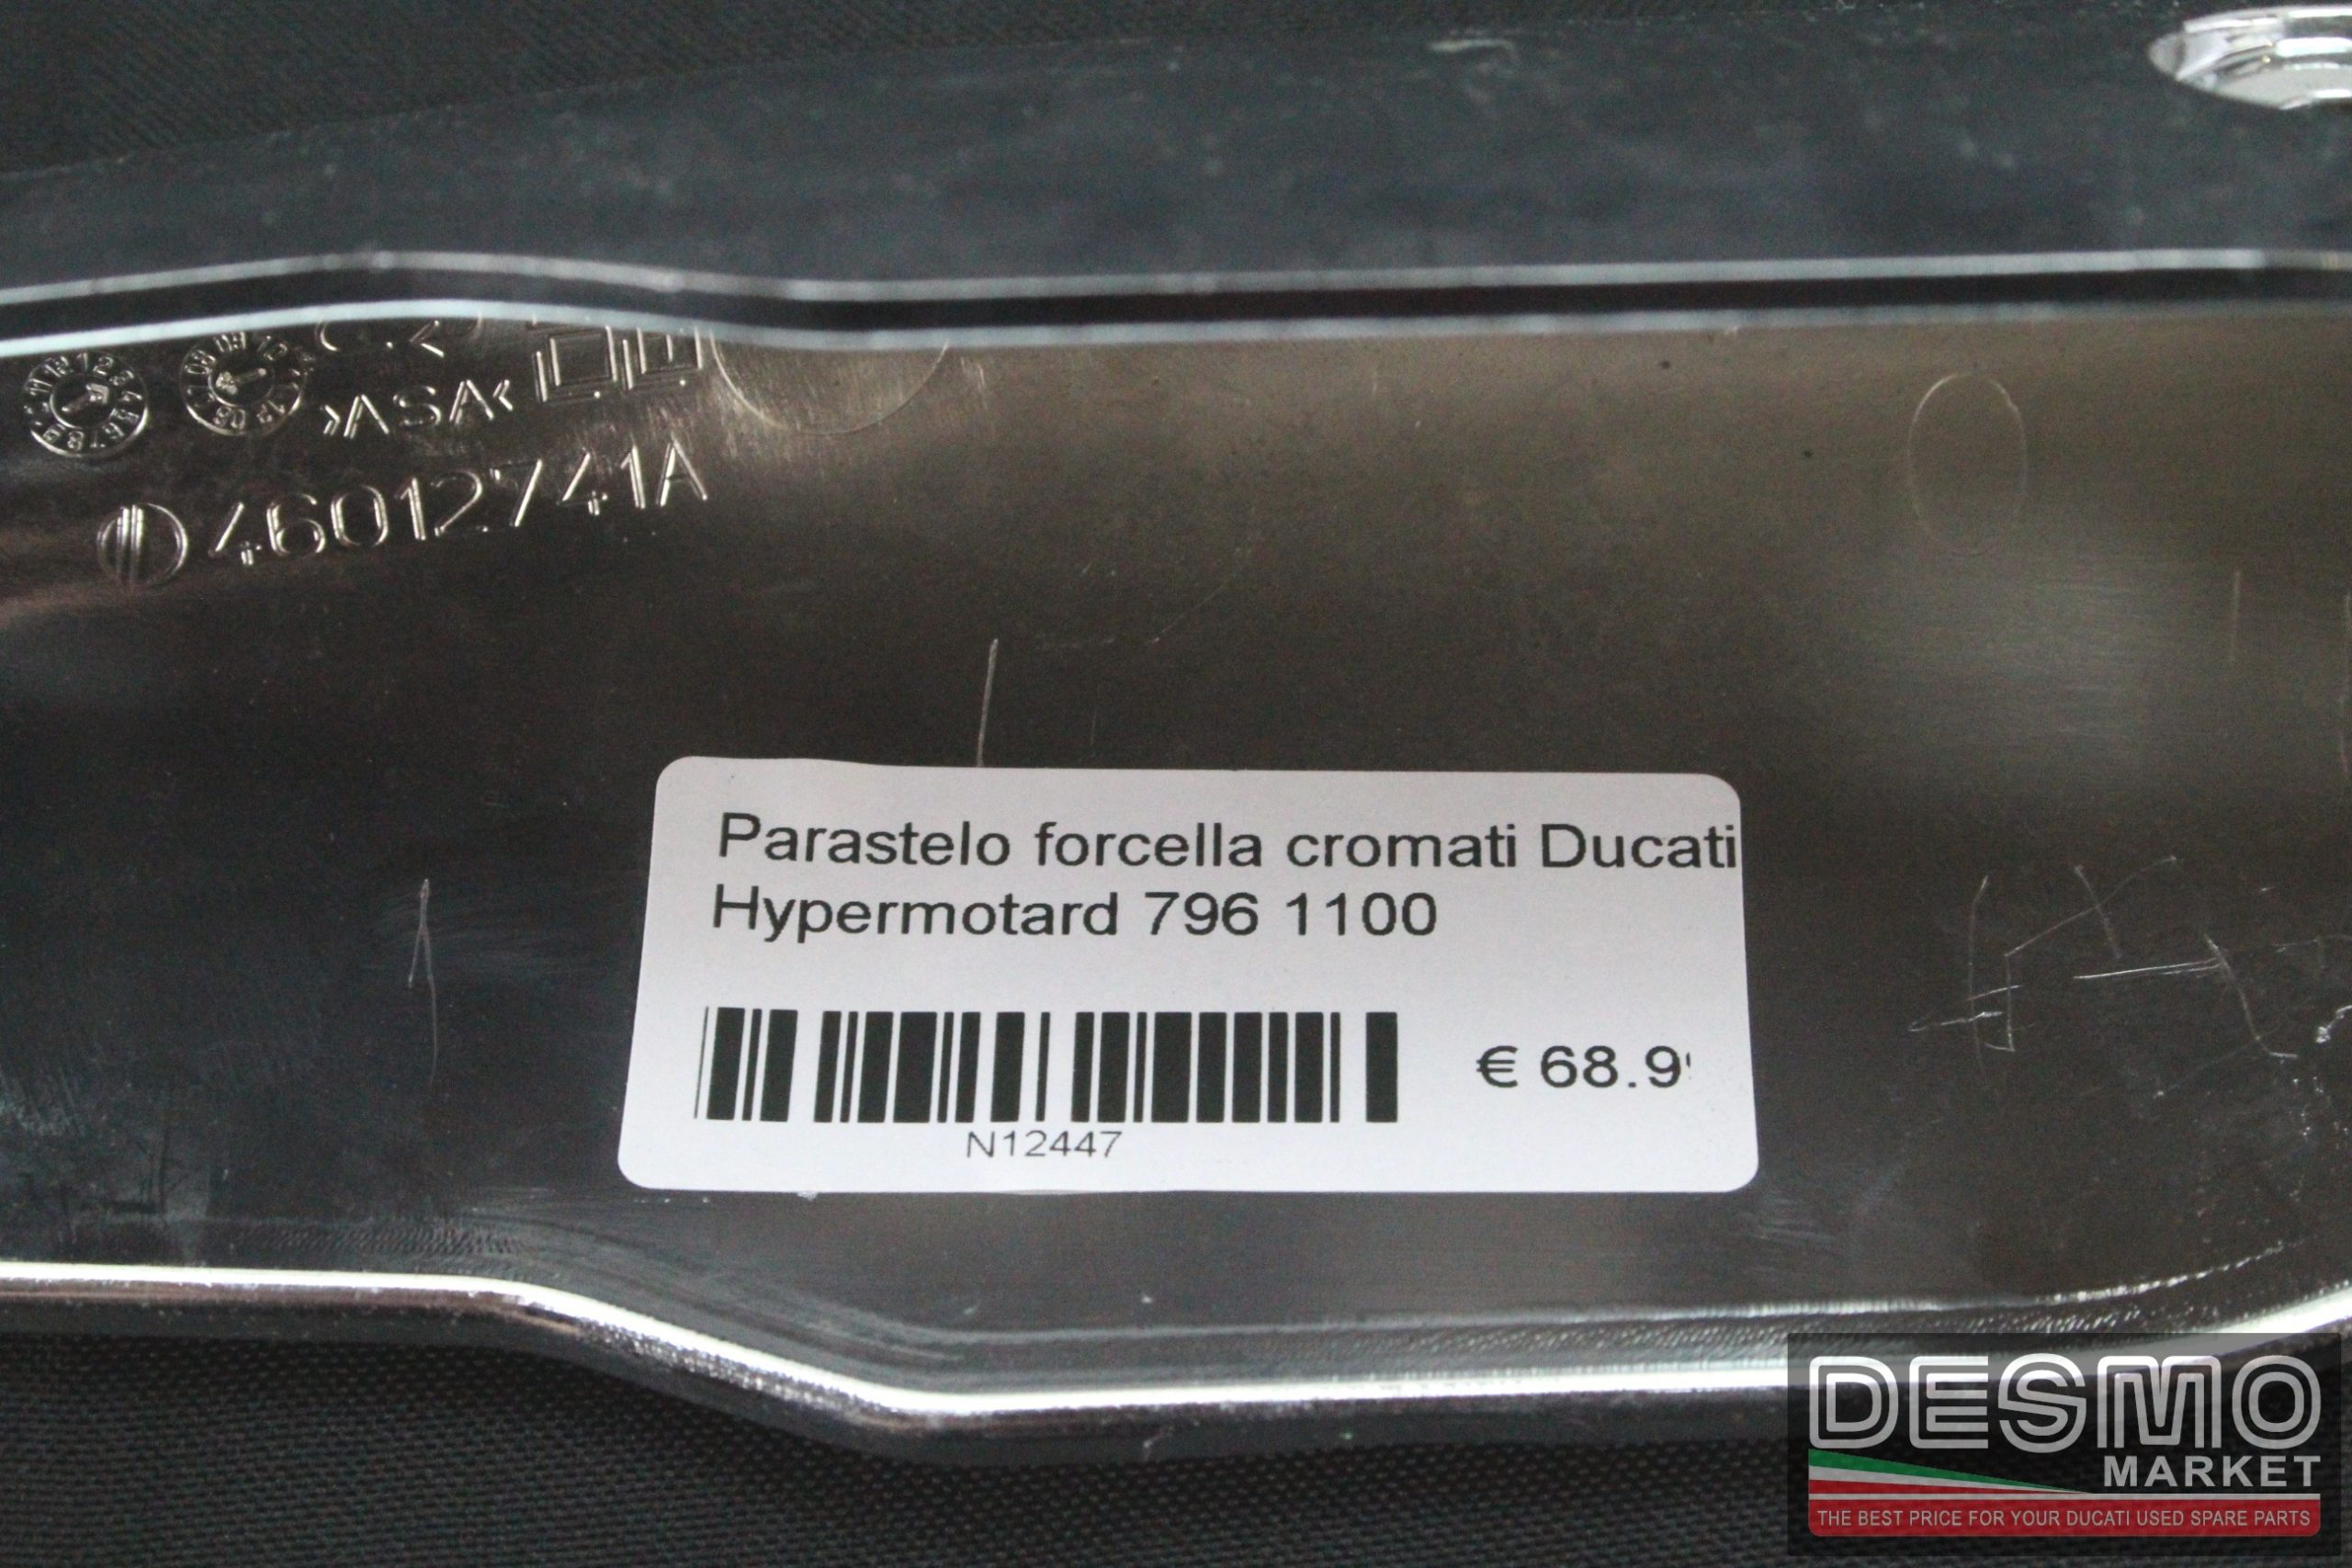 >ASA<
46012741A
Parastelo forcella cromati Ducati
Hypermotard 796 1100
€ 68.9
N12447
DESMO
MARKET
THE BEST PRICE FOR YOUR DUCATI USED SPARE PARTS